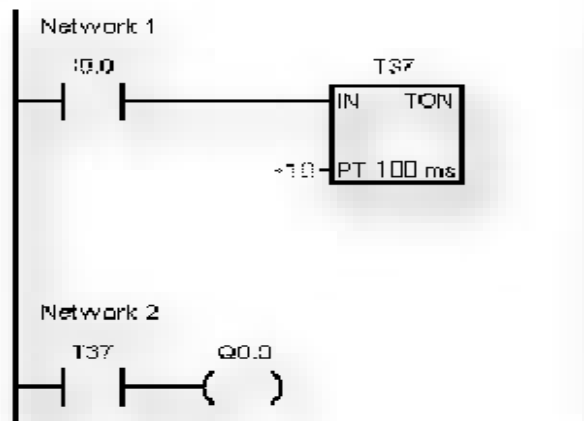 Network 1
I0.0
T37
IN TON
+10
PT 100 ms
Network 2
T37 Q0.0